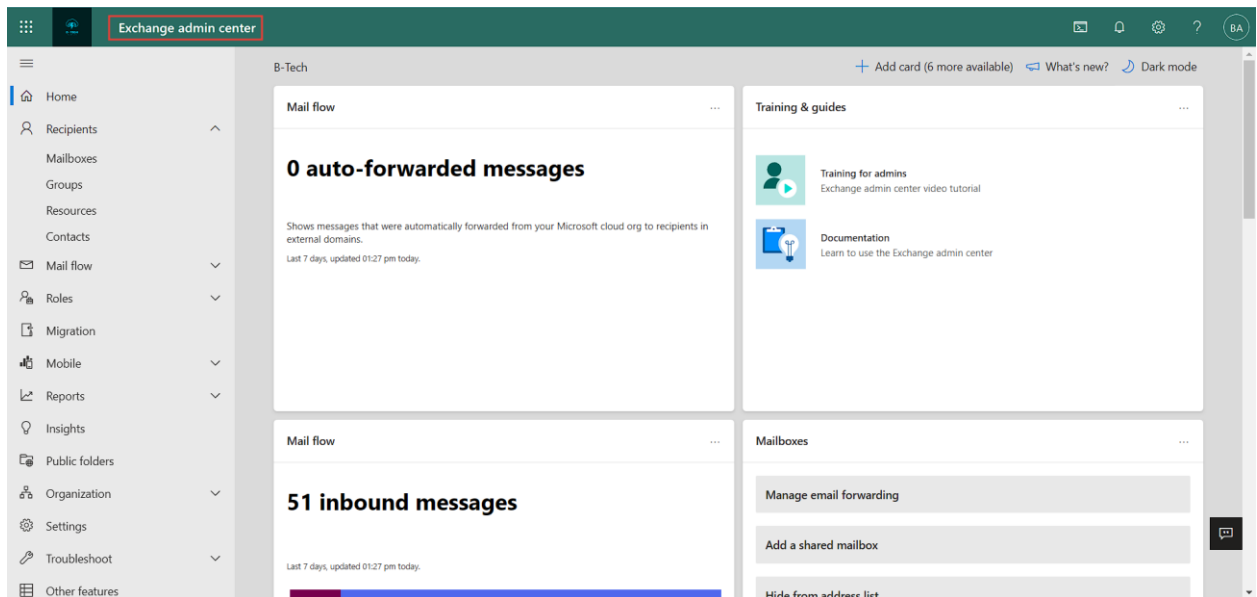 Exchange admin center
BA
B-Tech
Add card (6 more available)
What's new?
Dark mode
Home
Recipients
Mailboxes
Groups
Resources
Contacts
Mail flow
Roles
Migration
Mobile
Reports
Insights
Public folders
Organization
Settings
Troubleshoot
Other features
Mail flow
0 auto-forwarded messages
Shows messages that were automatically forwarded from your Microsoft cloud org to recipients in
external domains.
Last 7 days, updated 01:27 pm today.
Training & guides
Training for admins
Exchange admin center video tutorial
Documentation
Learn to use the Exchange admin center
Mail flow
51 inbound messages
Last 7 days, updated 01:27 pm today.
Mailboxes
Manage email forwarding
Add a shared mailbox
Hide from address list